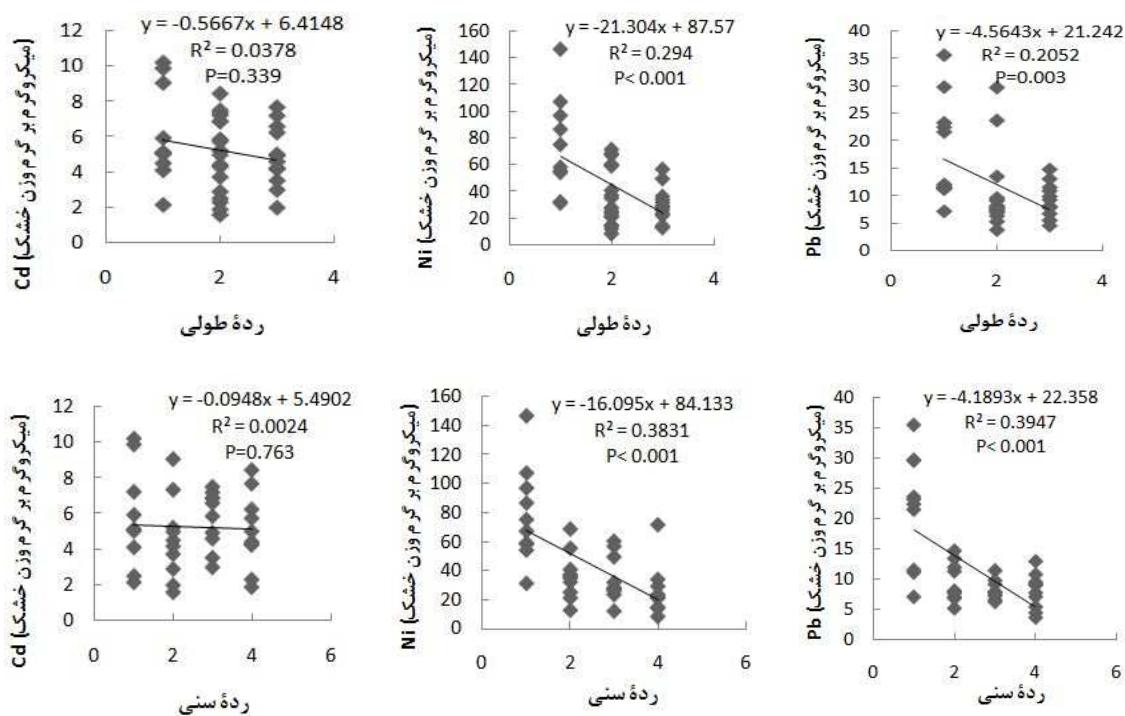 y = -0.5667x + 6.4148
R² = 0.0378
P=0.339
Cd (میکروگرم بر گرم وزن خشک)
12
10
8
6
4
2
0
0 2 4
ردۀ طولی
y = -21.304x + 87.57
R² = 0.294
P< 0.001
Ni (میکروگرم بر گرم وزن خشک)
160
140
120
100
80
60
40
20
0
0 2 4
ردۀ طولی
y = -4.5643x + 21.242
R² = 0.2052
P=0.003
Pb (میکروگرم بر گرم وزن خشک)
40
35
30
25
20
15
10
5
0
0 2 4
ردۀ طولی
y = -0.0948x + 5.4902
R² = 0.0024
P=0.763
Cd (میکروگرم بر گرم وزن خشک)
12
10
8
6
4
2
0
0 2 4 6
ردۀ سنی
y = -16.095x + 84.133
R² = 0.3831
P< 0.001
Ni (میکروگرم بر گرم وزن خشک)
160
140
120
100
80
60
40
20
0
0 2 4 6
ردۀ سنی
y = -4.1893x + 22.358
R² = 0.3947
P< 0.001
Pb (میکروگرم بر گرم وزن خشک)
40
35
30
25
20
15
10
5
0
0 2 4 6
ردۀ سنی